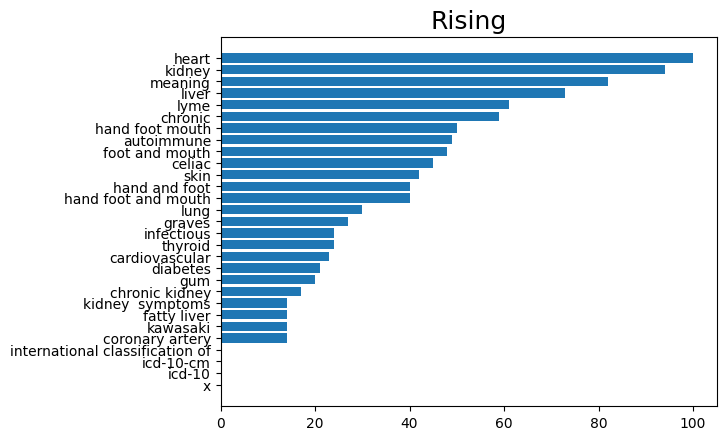 Rising
heart
kidney
meaning
liver
lyme
chronic
hand foot mouth
autoimmune
foot and mouth
celiac
skin
hand and foot
hand foot and mouth
lung
graves
infectious
thyroid
cardiovascular
diabetes
gum
chronic kidney
kidney  symptoms
fatty liver
kawasaki
coronary artery
international classification of
icd-10-cm
icd-10
x
0 20 40 60 80 100